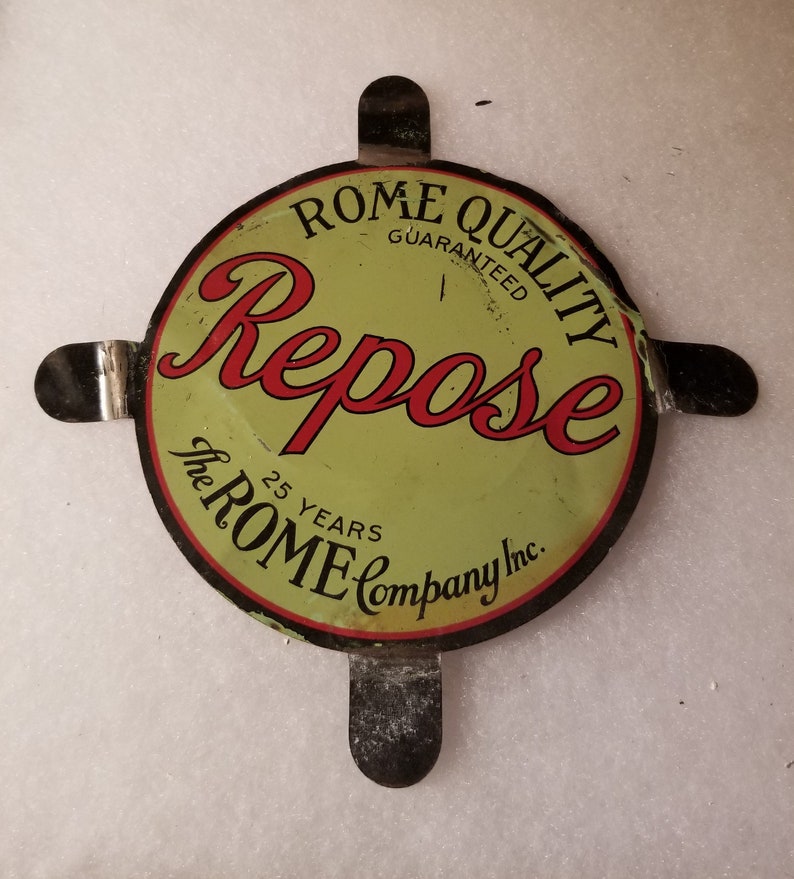 ROME QUALITY
GUARANTEED
Repose
25 YEARS
The ROME Company Inc.